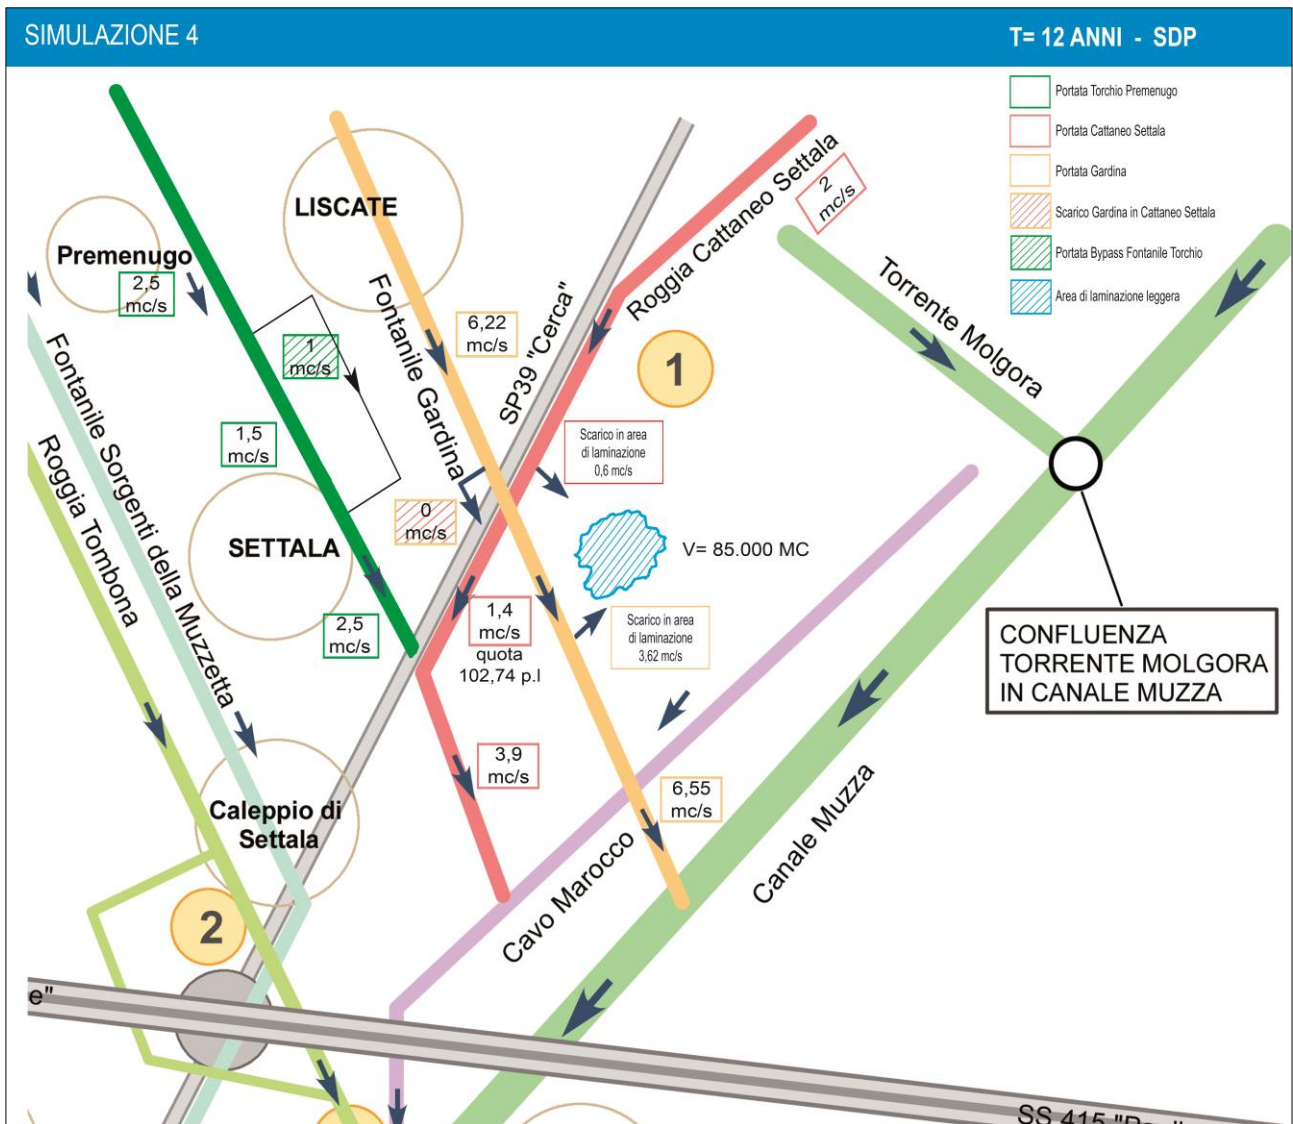 SIMULAZIONE 4
T= 12 ANNI - SDP
Portata Torchio Premenugo
Portata Cattaneo Settala
Portata Gardina
Scarico Gardina in Cattaneo Settala
Portata Bypass Fontanile Torchio
Area di laminazione leggera
LISCATE
Premenugo
2,5
mc/s
Roggia Cattaneo Settala
2
mc/s
Torrente Molgora
Fontanile Gardina
6,22
mc/s
SP39 "Cerca"
1
1
mc/s
1,5
mc/s
Fontanile Sorgenti della Muzzetta
Roggia Tombona
Scarico in area
di laminazione
0,6 mc/s
0
mc/s
SETTALA
V= 85.000 MC
2,5
mc/s
1,4
mc/s
quota
102,74 p.l
Scarico in area
di laminazione
3,62 mc/s
CONFLUENZA
TORRENTE MOLGORA
IN CANALE MUZZA
3,9
mc/s
6,55
mc/s
Caleppio di
Settala
Cavo Marocco
Canale Muzza
2
e"
SS 415